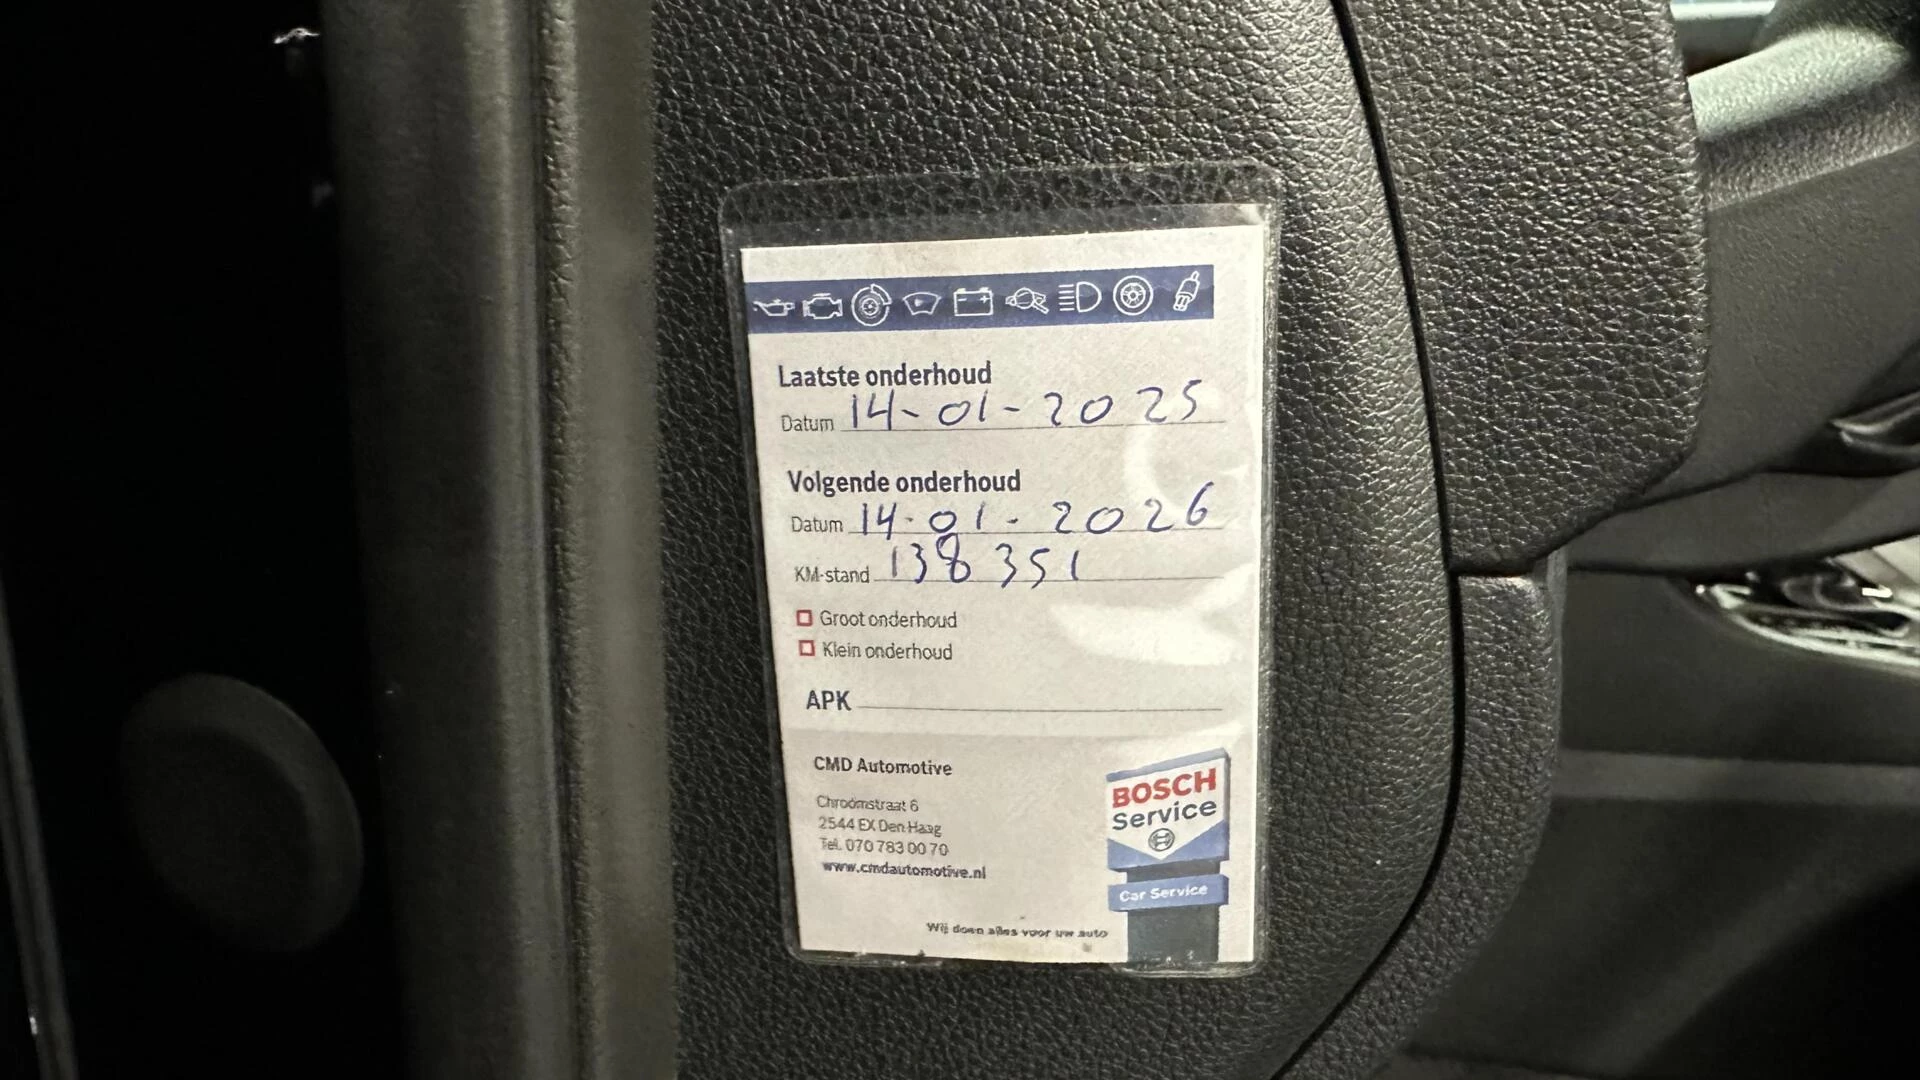 Laatste onderhoud
Datum 14-01-2025
Volgende onderhoud
Datum 14-01-2026
KM-stand 138 351
Groot onderhoud
Klein onderhoud
APK
CMD Automotive
Chroomstraat 6
2544 EX Den Haag
Tel. 070 783 00 70
www.cmdautomotive.nl
BOSCH
Service
Car Service
Wij doen alles voor uw auto